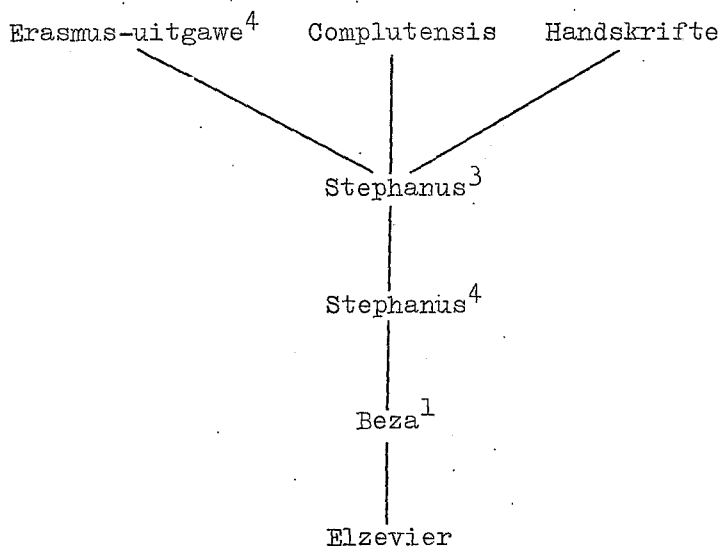 Erasmus-uitgawe⁴ Complutensis Handskrifte
Stephanus³
Stephanus⁴
Beza¹
Elzevier